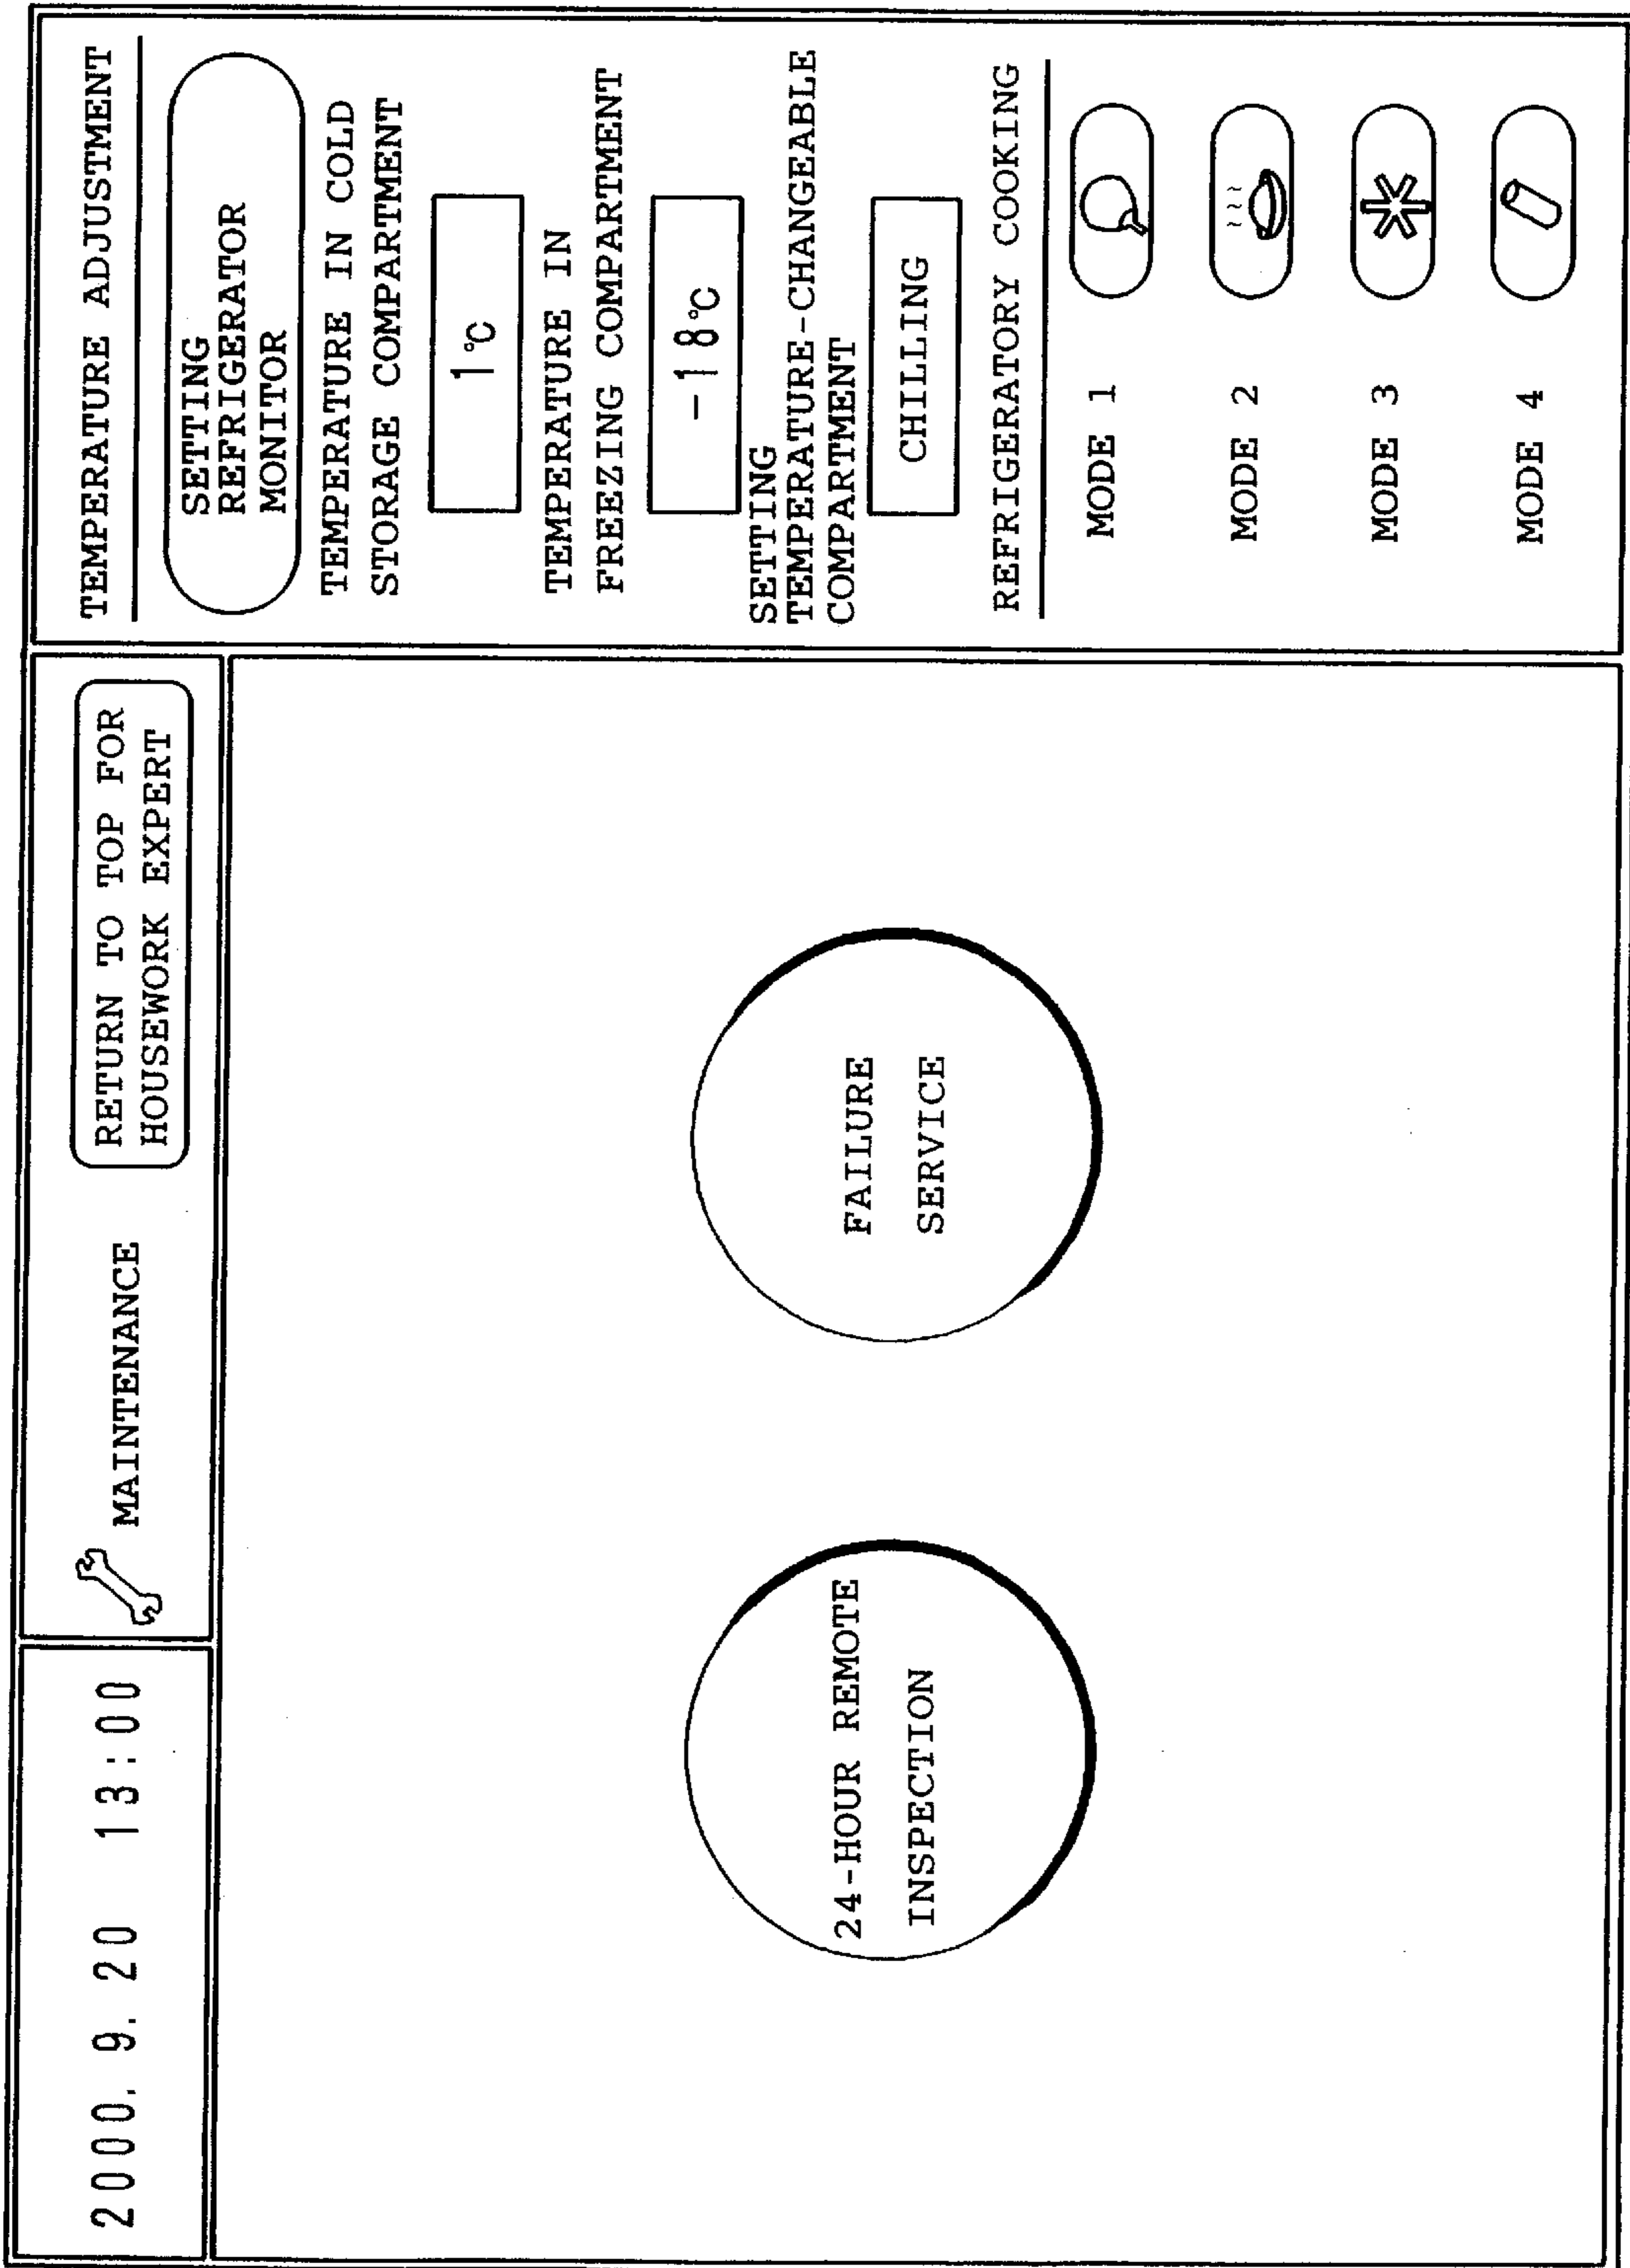 2000. 9. 20 13:00
MAINTENANCE
RETURN TO TOP FOR
HOUSEWORK EXPERT
24-HOUR REMOTE
INSPECTION
FAILURE
SERVICE
TEMPERATURE ADJUSTMENT
SETTING
REFRIGERATOR
MONITOR
TEMPERATURE IN COLD
STORAGE COMPARTMENT
1℃
TEMPERATURE IN
FREEZING COMPARTMENT
-18℃
SETTING
TEMPERATURE-CHANGEABLE
COMPARTMENT
CHILLING
REFRIGERATORY COOKING
MODE 1
MODE 2
MODE 3
MODE 4